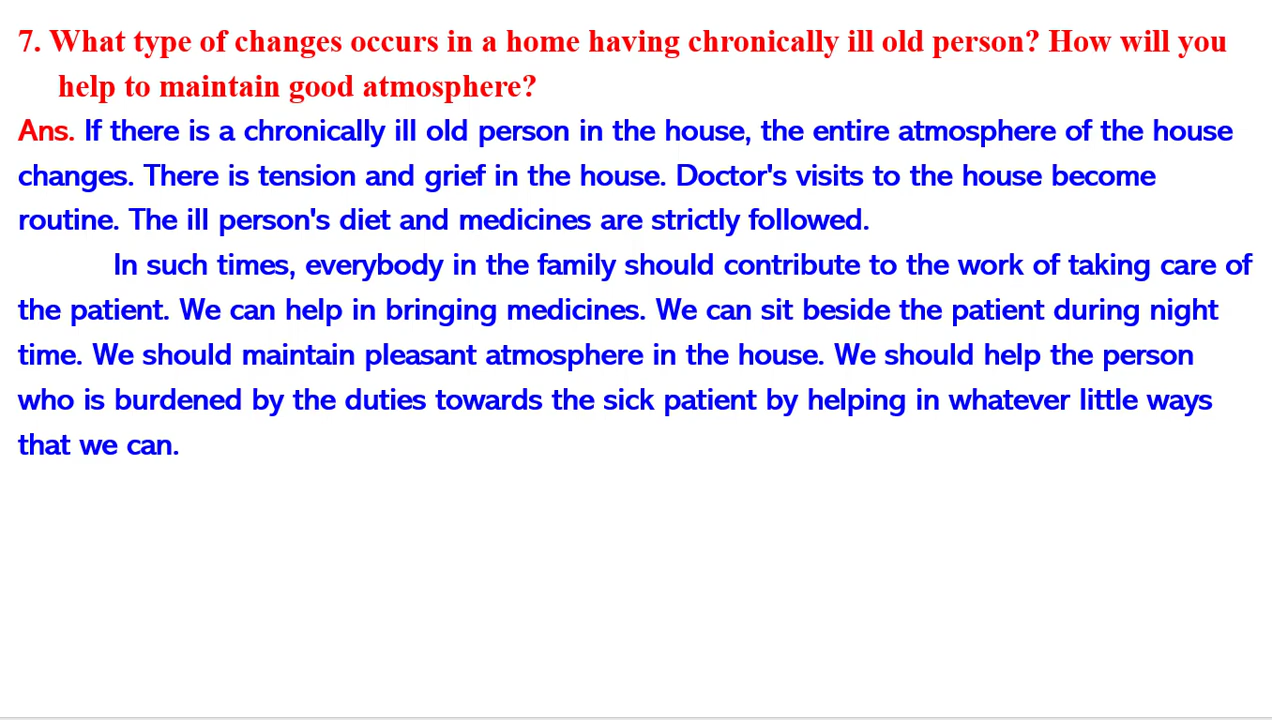 7. What type of changes occurs in a home having chronically ill old person? How will you
help to maintain good atmosphere?
Ans. If there is a chronically ill old person in the house, the entire atmosphere of the house
changes. There is tension and grief in the house. Doctor's visits to the house become
routine. The ill person's diet and medicines are strictly followed.
In such times, everybody in the family should contribute to the work of taking care of
the patient. We can help in bringing medicines. We can sit beside the patient during night
time. We should maintain pleasant atmosphere in the house. We should help the person
who is burdened by the duties towards the sick patient by helping in whatever little ways
that we can.